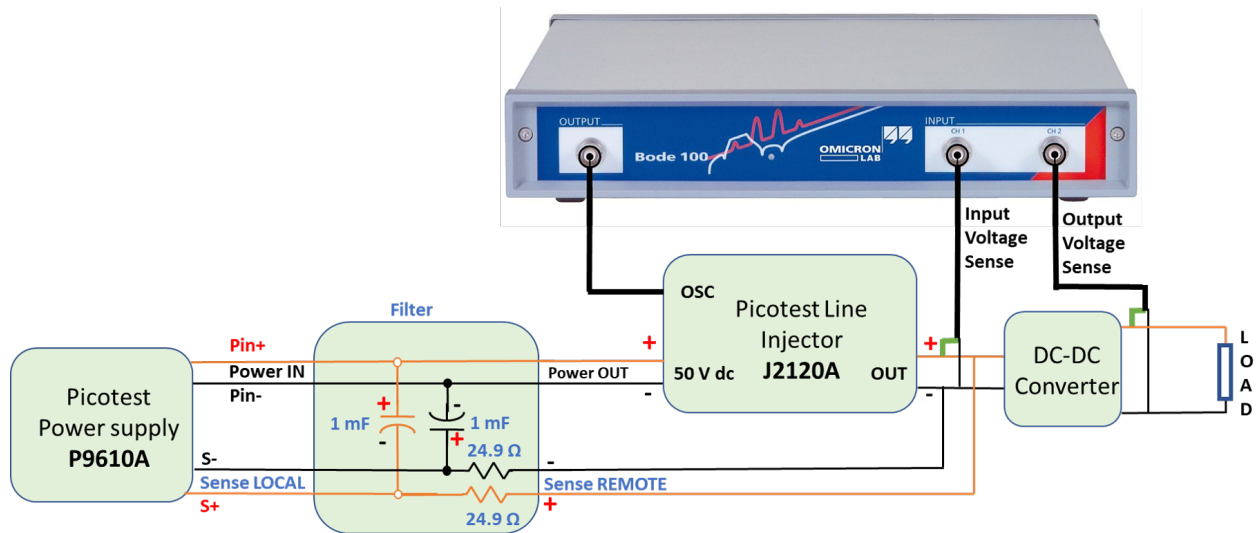 OUTPUT
INPUT
CH 1
CH 2
Bode 100
OMICRON
LAB
Input
Voltage
Sense
Output
Voltage
Sense
OSC
Picotest Line
Injector
J2120A
50 V dc
OUT
+
-
+
-
Filter
Pin+
Power IN
Pin-
Power OUT
Picotest
Power supply
P9610A
+
-
1 mF
-
+
1 mF
24.9 Ω
S-
-
Sense LOCAL
Sense REMOTE
S+
+
24.9 Ω
DC-DC
Converter
L
O
A
D